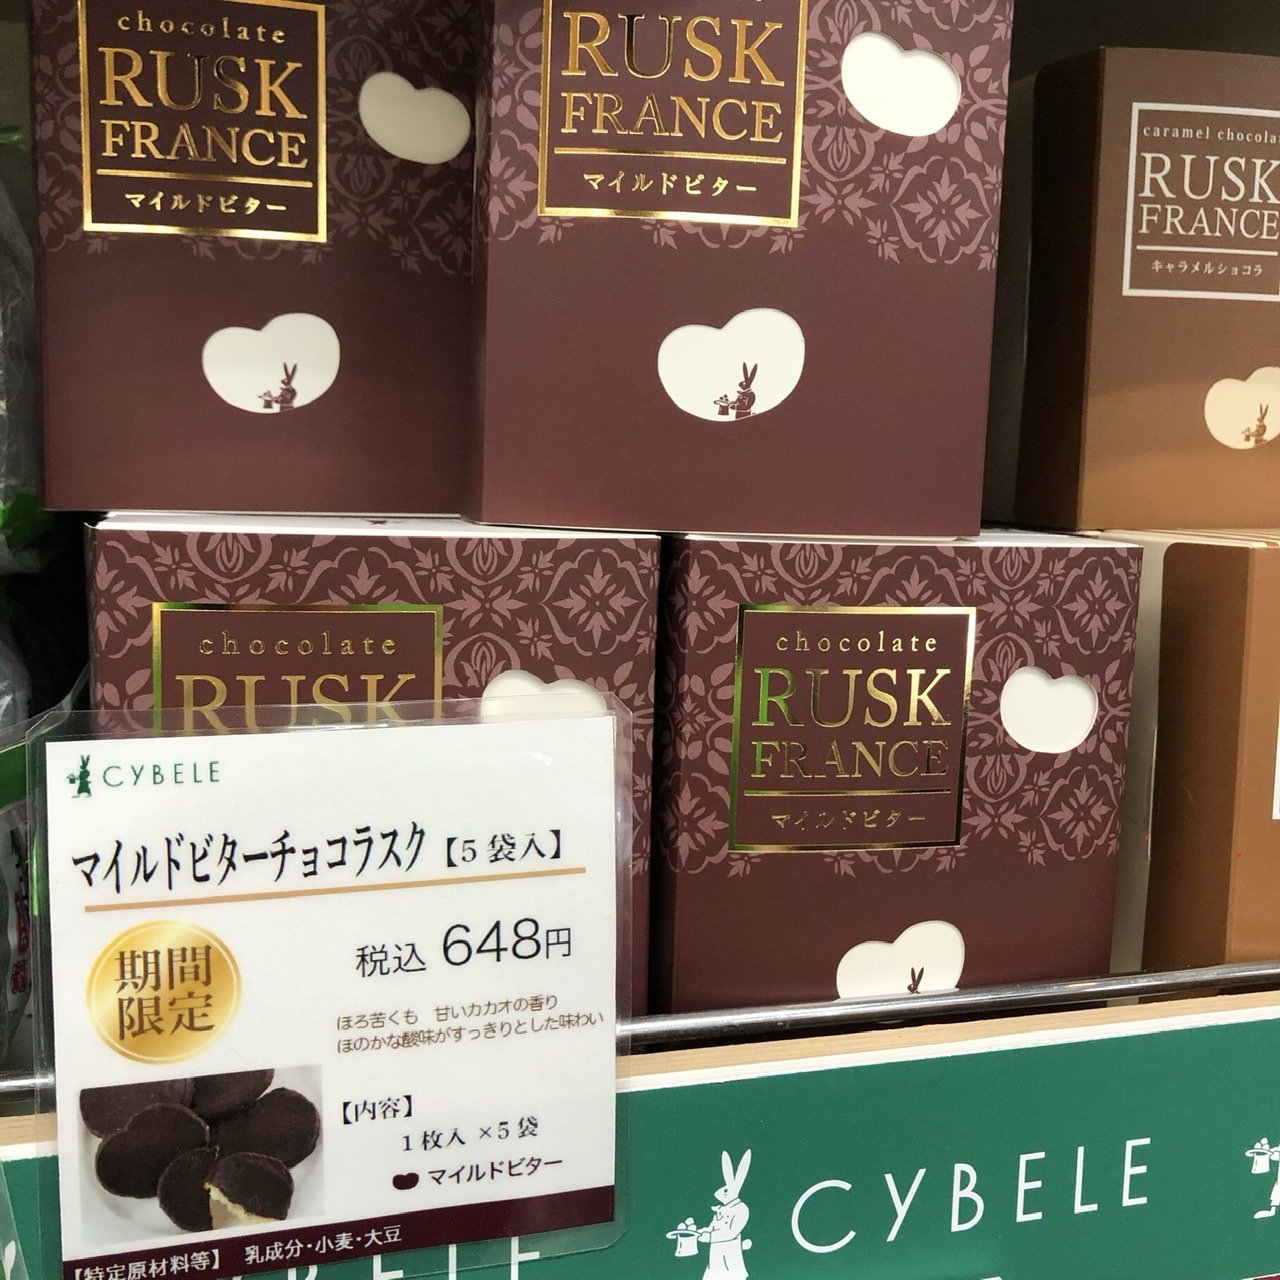 chocolate
RUSK
FRANCE
マイルドビター
RUSK
FRANCE
マイルドビター
RUSK
FRANCE
キャラメルショコラ
caramel
chocolate
RUSK
chocolate
RUSK
FRANCE
マイルドビター
CYBELE
マイルドビターチョコラスク【5袋入】
期間
限定
税込 648円
ほろ苦くも 甘いカカオの香り
ほのかな酸味がすっきりとした味わい
【内容】
1枚入 ×5袋
マイルドビター
【特定原材料等】 乳成分・小麦・大豆
CYBELE